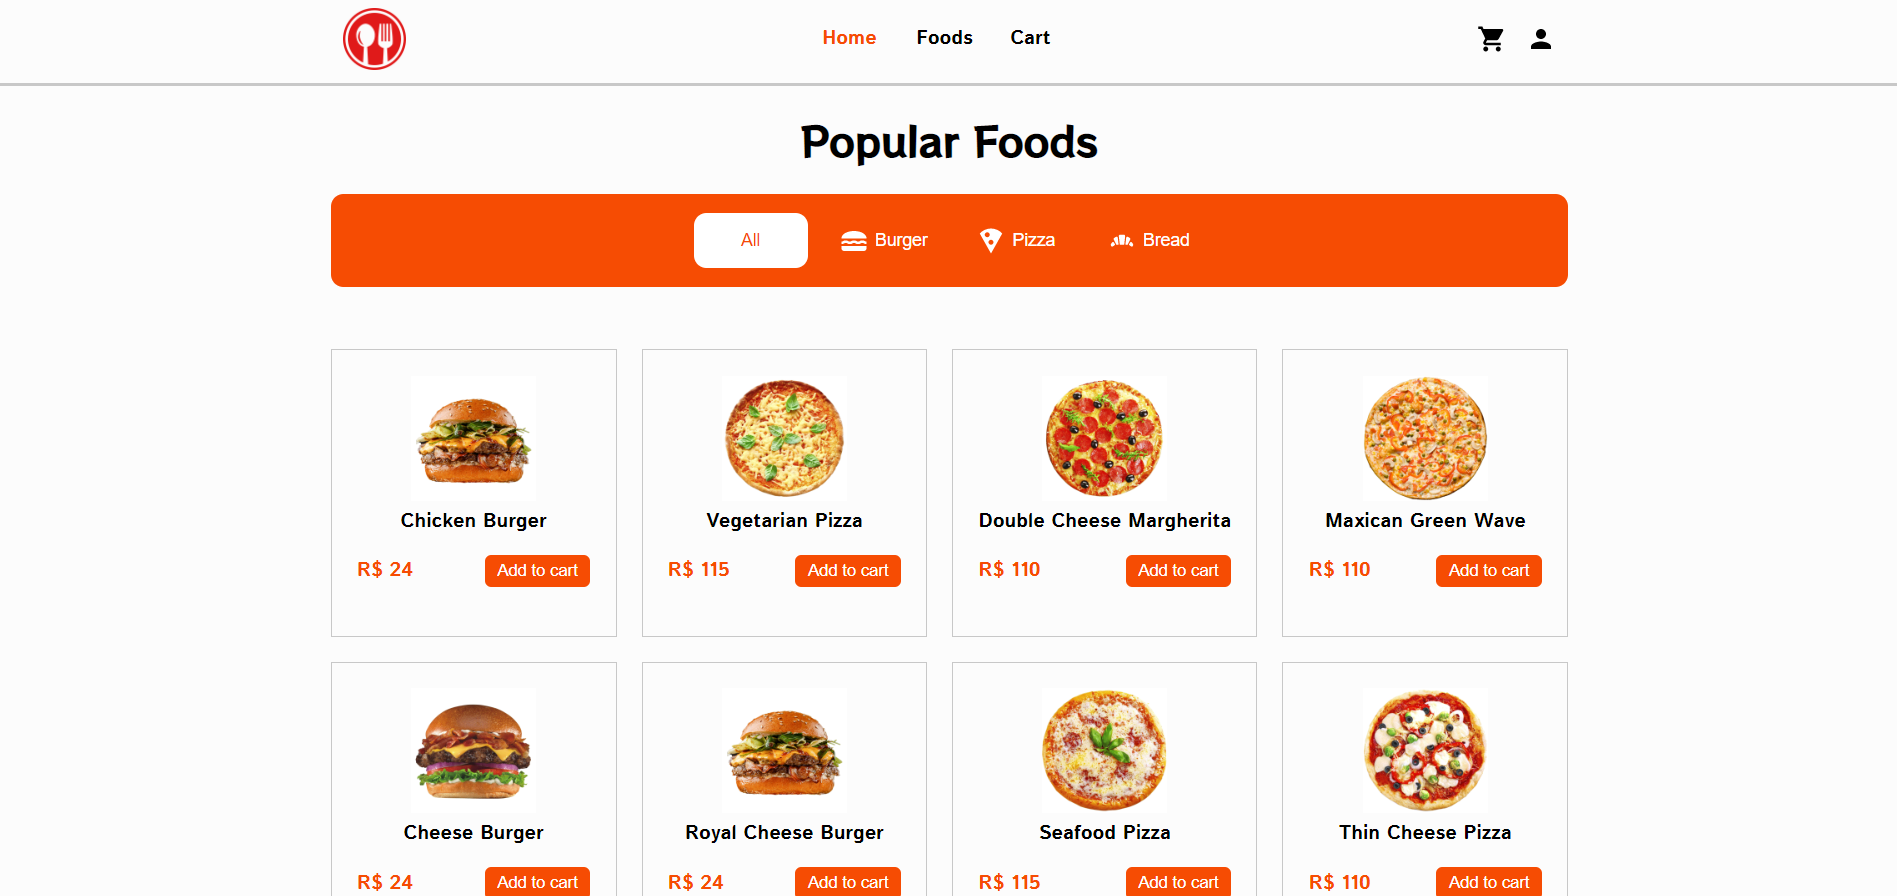 Home Foods Cart
Popular Foods
All Burger Pizza Bread
Chicken Burger
R$ 24 Add to cart
Vegetarian Pizza
R$ 115 Add to cart
Double Cheese Margherita
R$ 110 Add to cart
Maxican Green Wave
R$ 110 Add to cart
Cheese Burger
R$ 24 Add to cart
Royal Cheese Burger
R$ 24 Add to cart
Seafood Pizza
R$ 115 Add to cart
Thin Cheese Pizza
R$ 110 Add to cart